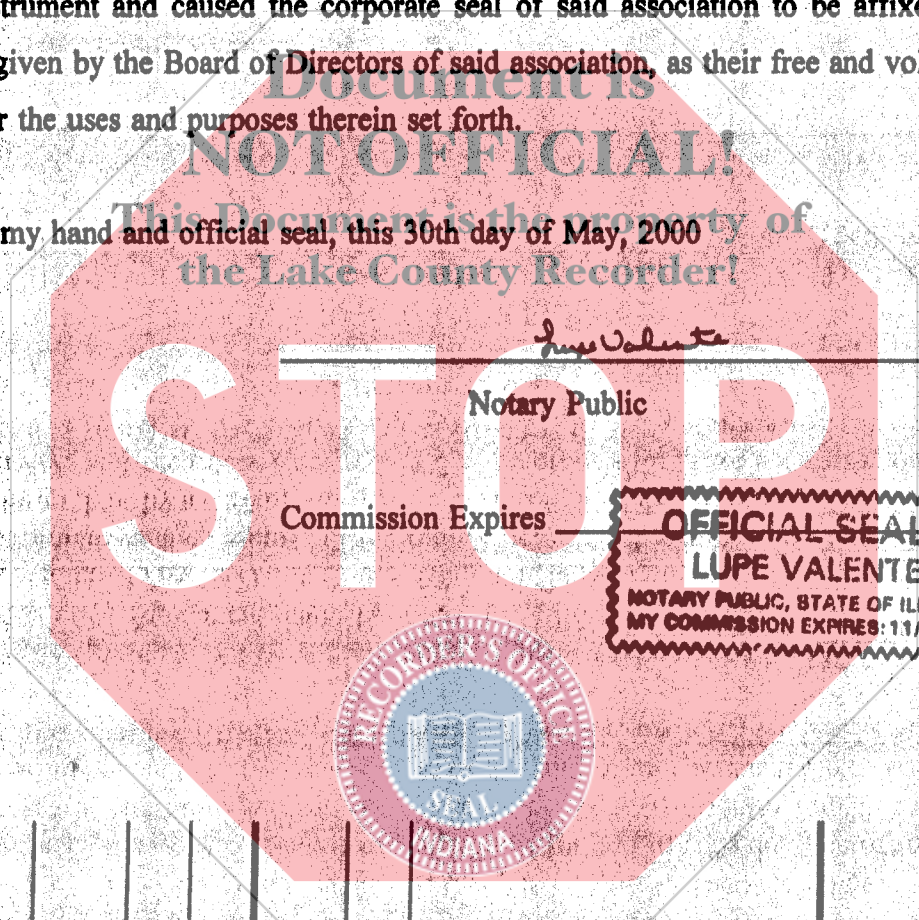 trument and caused the corporate seal of said association to be affixe
given by the Board of Directors of said association, as their free and vo
r the uses and purposes therein set forth.
Document is
NOT OFFICIAL!
This Document is the property of
the Lake County Recorder!
my hand and official seal, this 30th day of May, 2000
Lupe Valente
Notary Public
STOP
Commission Expires
OFFICIAL SEAL
LUPE VALENTE
NOTARY PUBLIC, STATE OF IL
MY COMMISSION EXPIRES: 11/
RECORDER'S OFFICE
SEAL
INDIANA